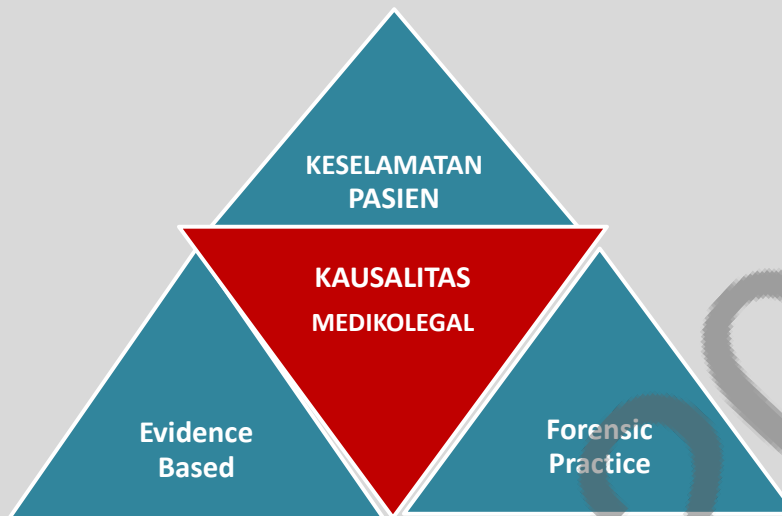 KESELAMATAN
PASIEN
KAUSALITAS
MEDIKOLEGAL
Evidence
Based
Forensic
Practice